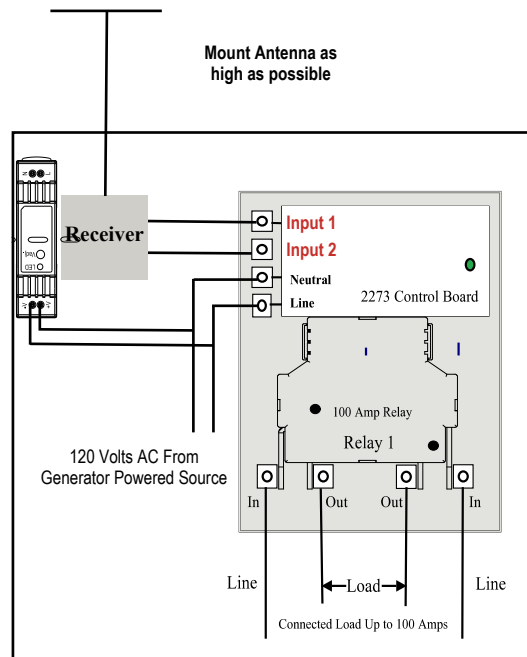 Mount Antenna as
high as possible
N L
Receiver
Vadj.
LED
Input 1
Input 2
Neutral
Line
2273 Control Board
100 Amp Relay
Relay 1
120 Volts AC From
Generator Powered Source
In
Out
Out
In
Line
Load
Line
Connected Load Up to 100 Amps